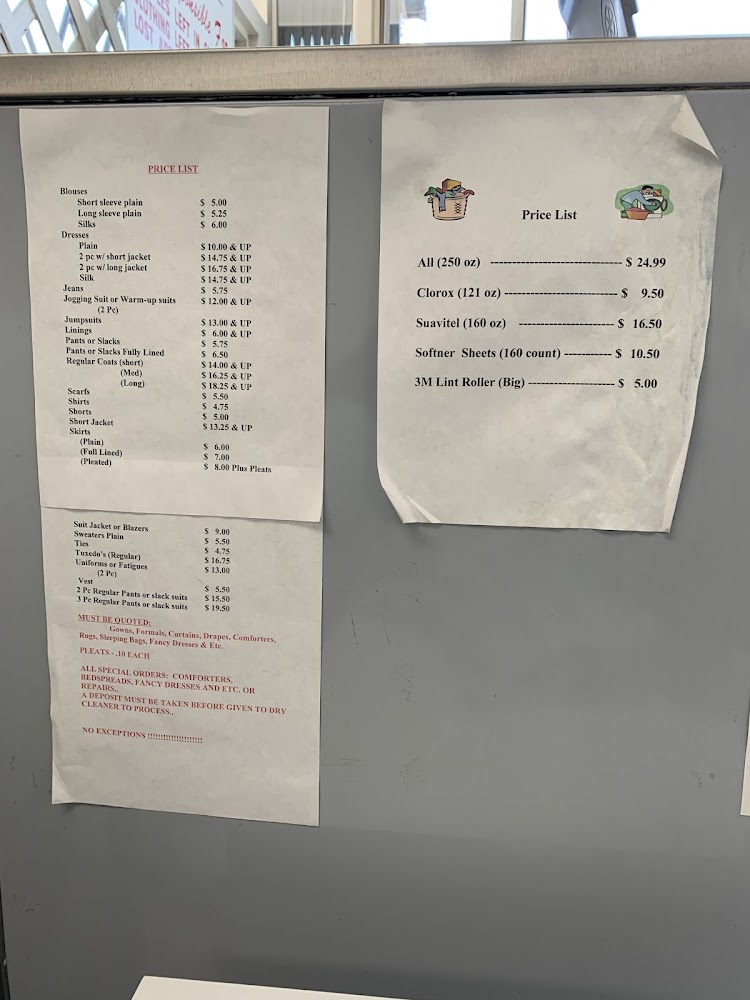 LEFT IN
CLOTHING LEFT
LOST
PRICE LIST
Blouses
Short sleeve plain $ 5.00
Long sleeve plain $ 5.25
Silks $ 6.00
Dresses
Plain $ 10.00 & UP
2 pc w/ short jacket $ 14.75 & UP
2 pc w/ long jacket $ 16.75 & UP
Silk $ 14.75 & UP
Jeans $ 5.75
Jogging Suit or Warm-up suits $ 12.00 & UP
(2 Pc)
Jumpsuits $ 13.00 & UP
Linings $ 6.00 & UP
Pants or Slacks $ 5.75
Pants or Slacks Fully Lined $ 6.50
Regular Coats (short) $ 14.00 & UP
(Med) $ 16.25 & UP
(Long) $ 18.25 & UP
Scarfs $ 5.50
Shirts $ 4.75
Shorts $ 5.00
Short Jacket $ 13.25 & UP
Skirts
(Plain) $ 6.00
(Full Lined) $ 7.00
(Pleated) $ 8.00 Plus Pleats
Suit Jacket or Blazers $ 9.00
Sweaters Plain $ 5.50
Ties $ 4.75
Tuxedo's (Regular) $ 16.75
Uniforms or Fatigues $ 13.00
(2 Pc)
Vest $ 5.50
2 Pc Regular Pants or slack suits $ 15.50
3 Pc Regular Pants or slack suits $ 19.50
MUST BE QUOTED:
Gowns, Formals, Curtains, Drapes, Comforters,
Rugs, Sleeping Bags, Fancy Dresses & Etc.
PLEATS - .10 EACH
ALL SPECIAL ORDERS: COMFORTERS,
BEDSPREADS, FANCY DRESSES AND ETC. OR
REPAIRS..
A DEPOSIT MUST BE TAKEN BEFORE GIVEN TO DRY
CLEANER TO PROCESS..
NO EXCEPTIONS !!!!!!!!!!!!!!!!!!!!!
Price List
All (250 oz) -------------------------------- $ 24.99
Clorox (121 oz) --------------------------- $ 9.50
Suavitel (160 oz) ----------------------- $ 16.50
Softner Sheets (160 count) ----------- $ 10.50
3M Lint Roller (Big) --------------------- $ 5.00